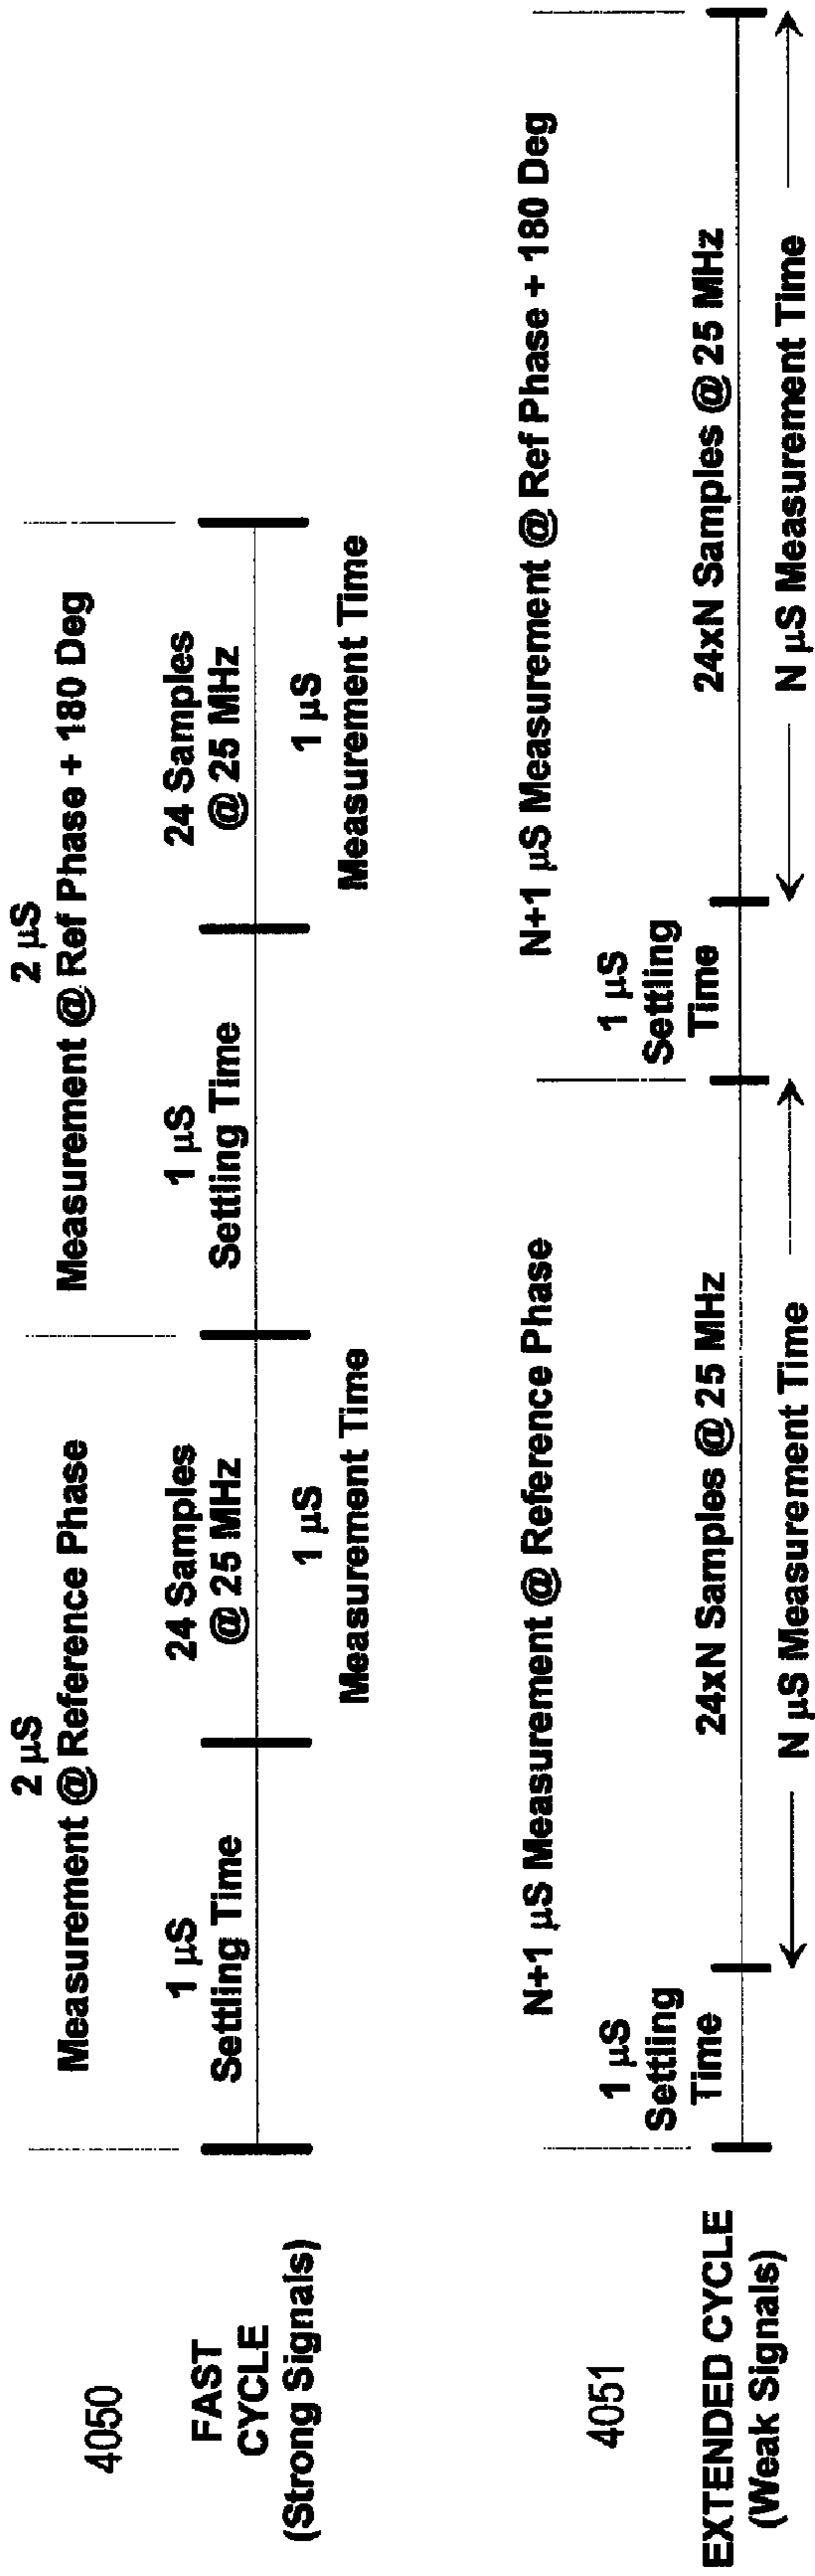 4050
FAST
CYCLE
(Strong Signals)
2 µS
Measurement @ Reference Phase
2 µS
Measurement @ Ref Phase + 180 Deg
1 µS
Settling Time
24 Samples
@ 25 MHz
1 µS
Measurement Time
1 µS
Settling Time
24 Samples
@ 25 MHz
1 µS
Measurement Time
4051
EXTENDED CYCLE
(Weak Signals)
N+1 µS Measurement @ Reference Phase
N+1 µS Measurement @ Ref Phase + 180 Deg
1 µS
Settling
Time
24xN Samples @ 25 MHz
N µS Measurement Time
1 µS
Settling
Time
24xN Samples @ 25 MHz
N µS Measurement Time